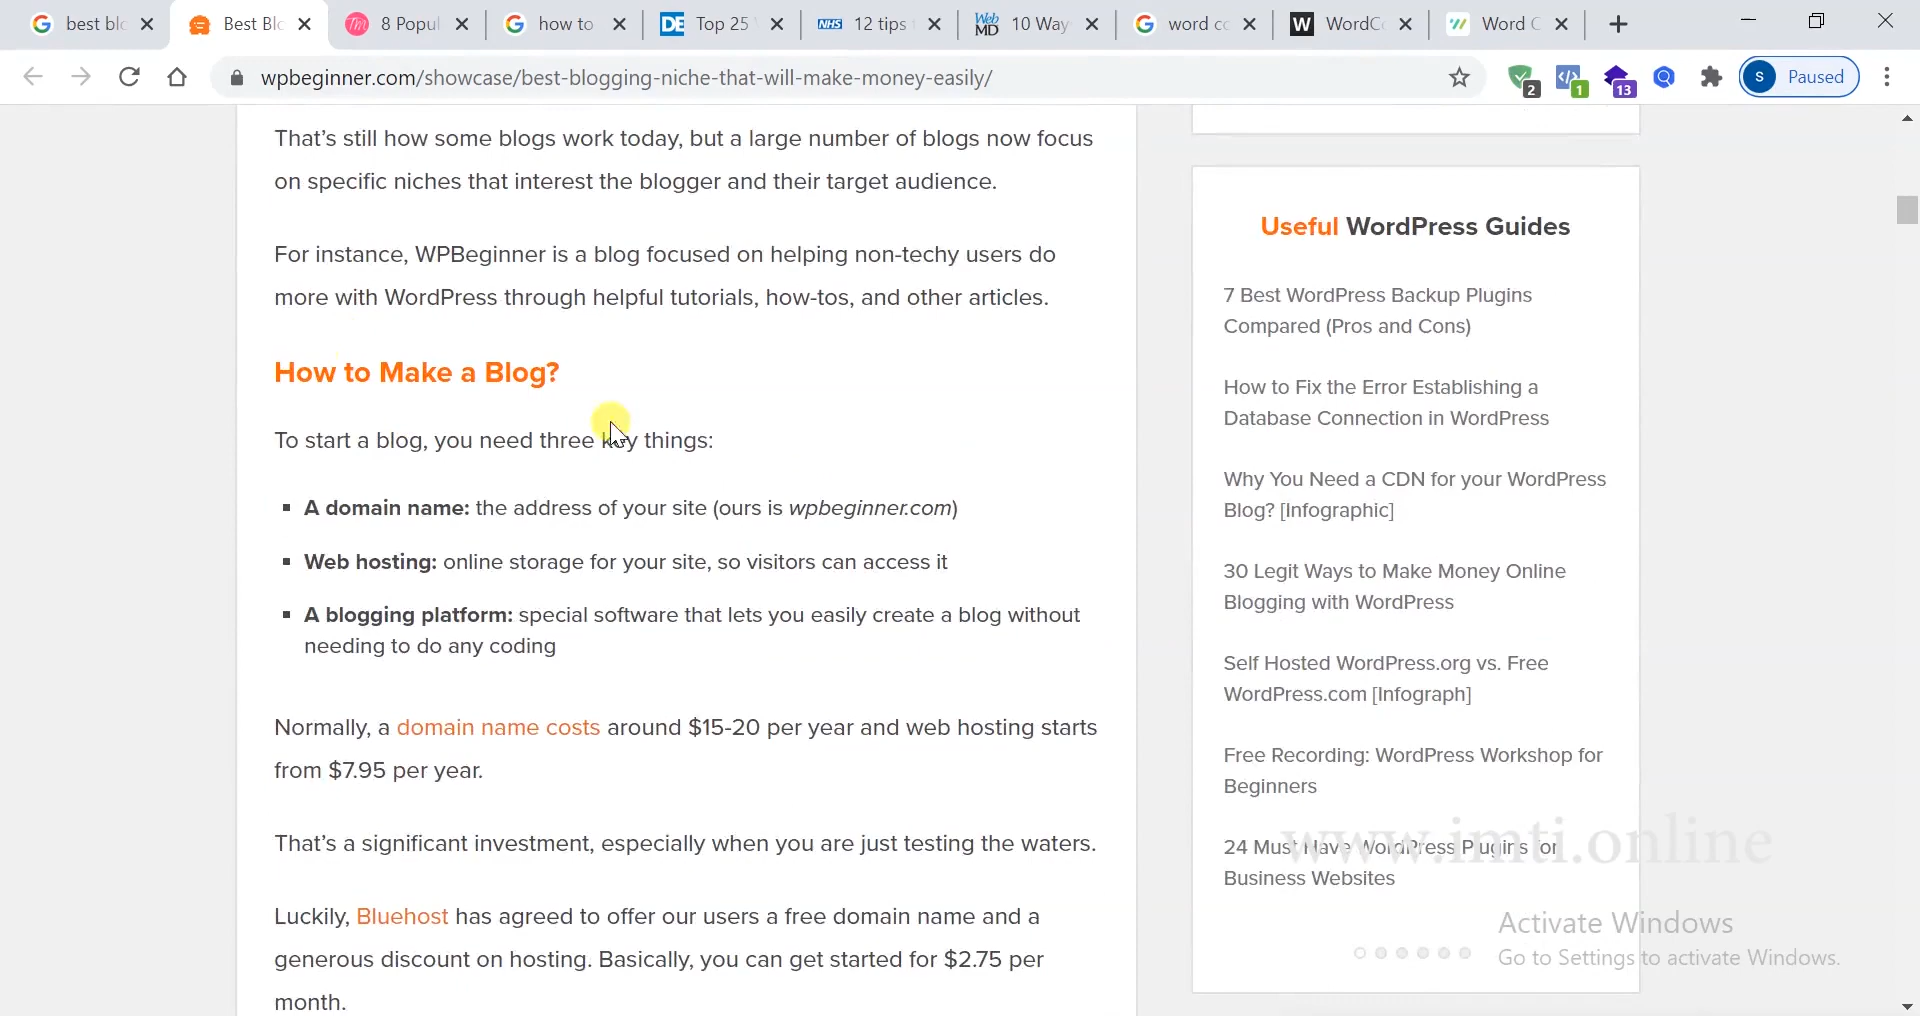 best blo
Best Blo
8 Popul
how to
DE
Top 25
NHS
12 tips
Web
MD
10 Way
word co
W
WordCo
Word C
wpbeginner.com/showcase/best-blogging-niche-that-will-make-money-easily/
2
1
13
S
Paused
That's still how some blogs work today, but a large number of blogs now focus
on specific niches that interest the blogger and their target audience.
For instance, WPBeginner is a blog focused on helping non-techy users do
more with WordPress through helpful tutorials, how-tos, and other articles.
How to Make a Blog?
To start a blog, you need three key things:
A domain name: the address of your site (ours is wpbeginner.com)
Web hosting: online storage for your site, so visitors can access it
A blogging platform: special software that lets you easily create a blog without
needing to do any coding
Normally, a domain name costs around $15-20 per year and web hosting starts
from $7.95 per year.
That's a significant investment, especially when you are just testing the waters.
Luckily, Bluehost has agreed to offer our users a free domain name and a
generous discount on hosting. Basically, you can get started for $2.75 per
month.
Useful WordPress Guides
7 Best WordPress Backup Plugins
Compared (Pros and Cons)
How to Fix the Error Establishing a
Database Connection in WordPress
Why You Need a CDN for your WordPress
Blog? [Infographic]
30 Legit Ways to Make Money Online
Blogging with WordPress
Self Hosted WordPress.org vs. Free
WordPress.com [Infograph]
Free Recording: WordPress Workshop for
Beginners
24 Must Have WordPress Plugins for
Business Websites
www.imti.online
Activate Windows
Go to Settings to activate Windows.